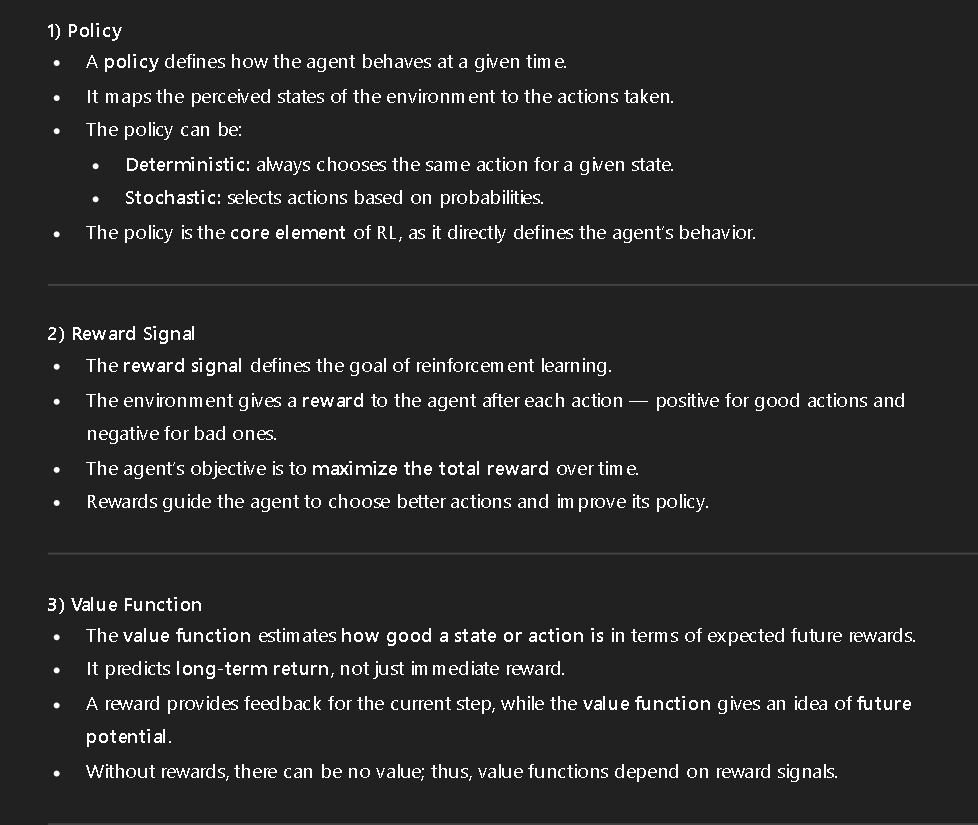 1) Policy
• A policy defines how the agent behaves at a given time.
• It maps the perceived states of the environment to the actions taken.
• The policy can be:
• Deterministic: always chooses the same action for a given state.
• Stochastic: selects actions based on probabilities.
• The policy is the core element of RL, as it directly defines the agent's behavior.
2) Reward Signal
• The reward signal defines the goal of reinforcement learning.
• The environment gives a reward to the agent after each action — positive for good actions and
negative for bad ones.
• The agent's objective is to maximize the total reward over time.
• Rewards guide the agent to choose better actions and improve its policy.
3) Value Function
• The value function estimates how good a state or action is in terms of expected future rewards.
• It predicts long-term return, not just immediate reward.
• A reward provides feedback for the current step, while the value function gives an idea of future
potential.
• Without rewards, there can be no value; thus, value functions depend on reward signals.